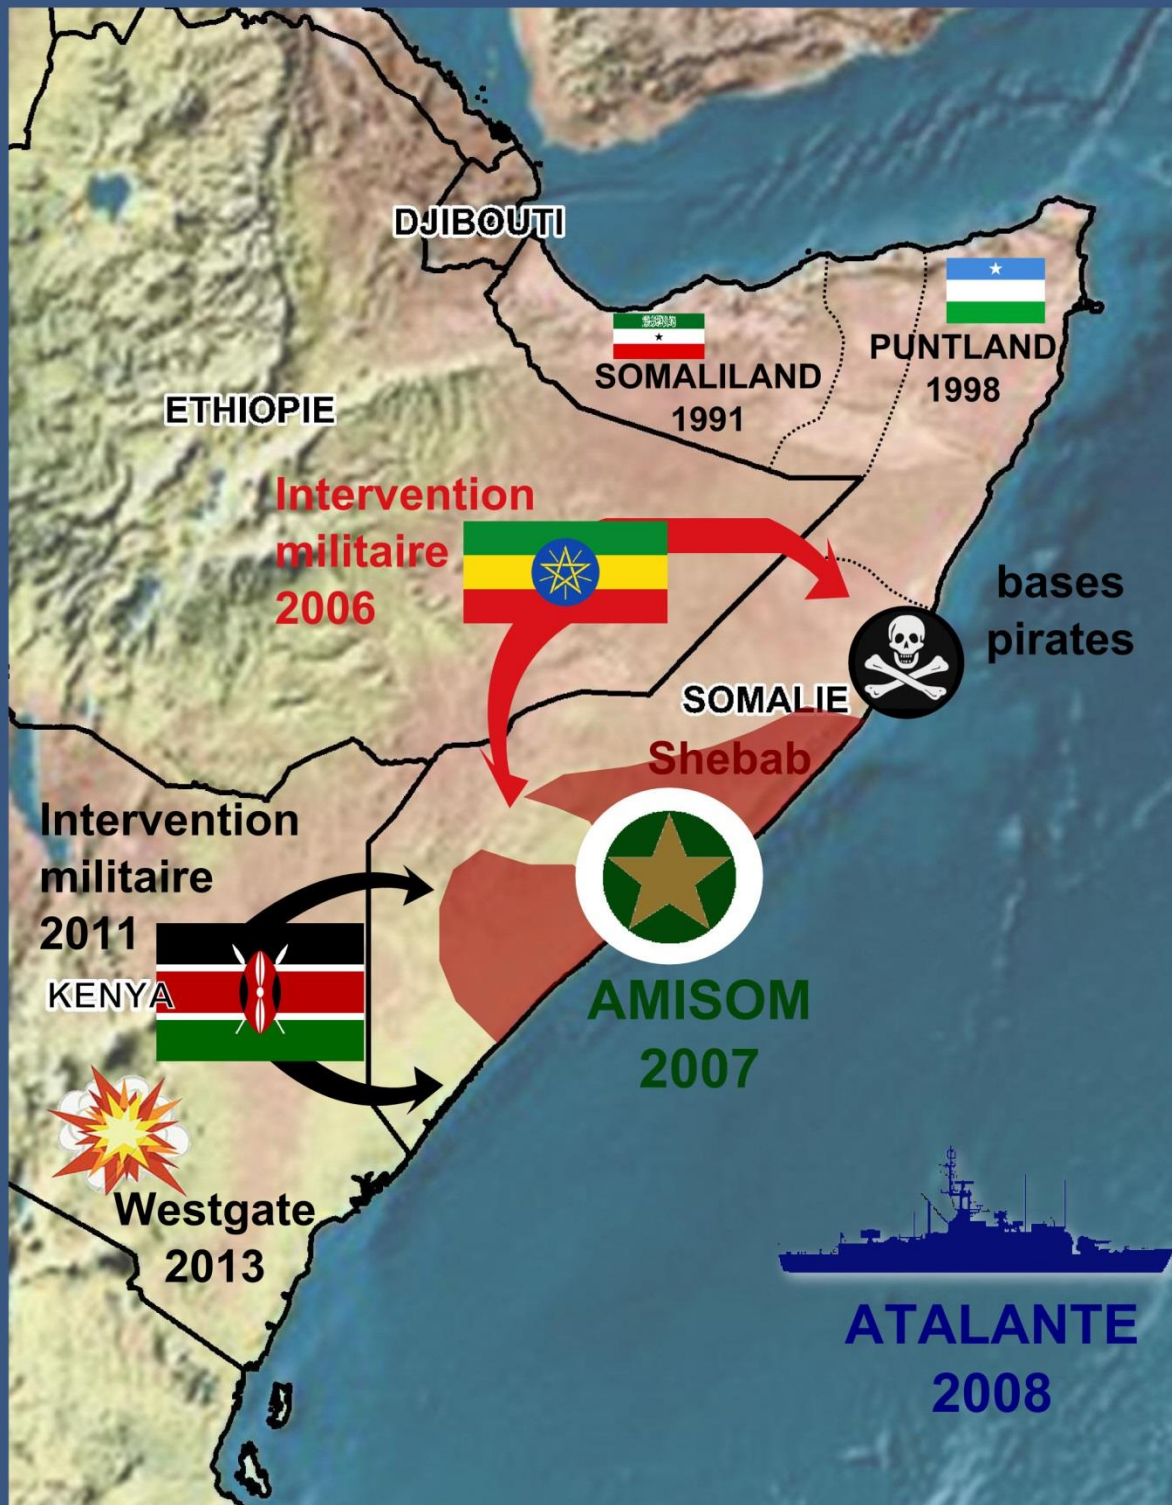 DJIBOUTI
PUNTLAND
1998
SOMALILAND
1991
ETHIOPIE
Intervention
militaire
2006
bases
pirates
SOMALIE
Shebab
Intervention
militaire
2011
KENYA
AMISOM
2007
Westgate
2013
ATALANTE
2008